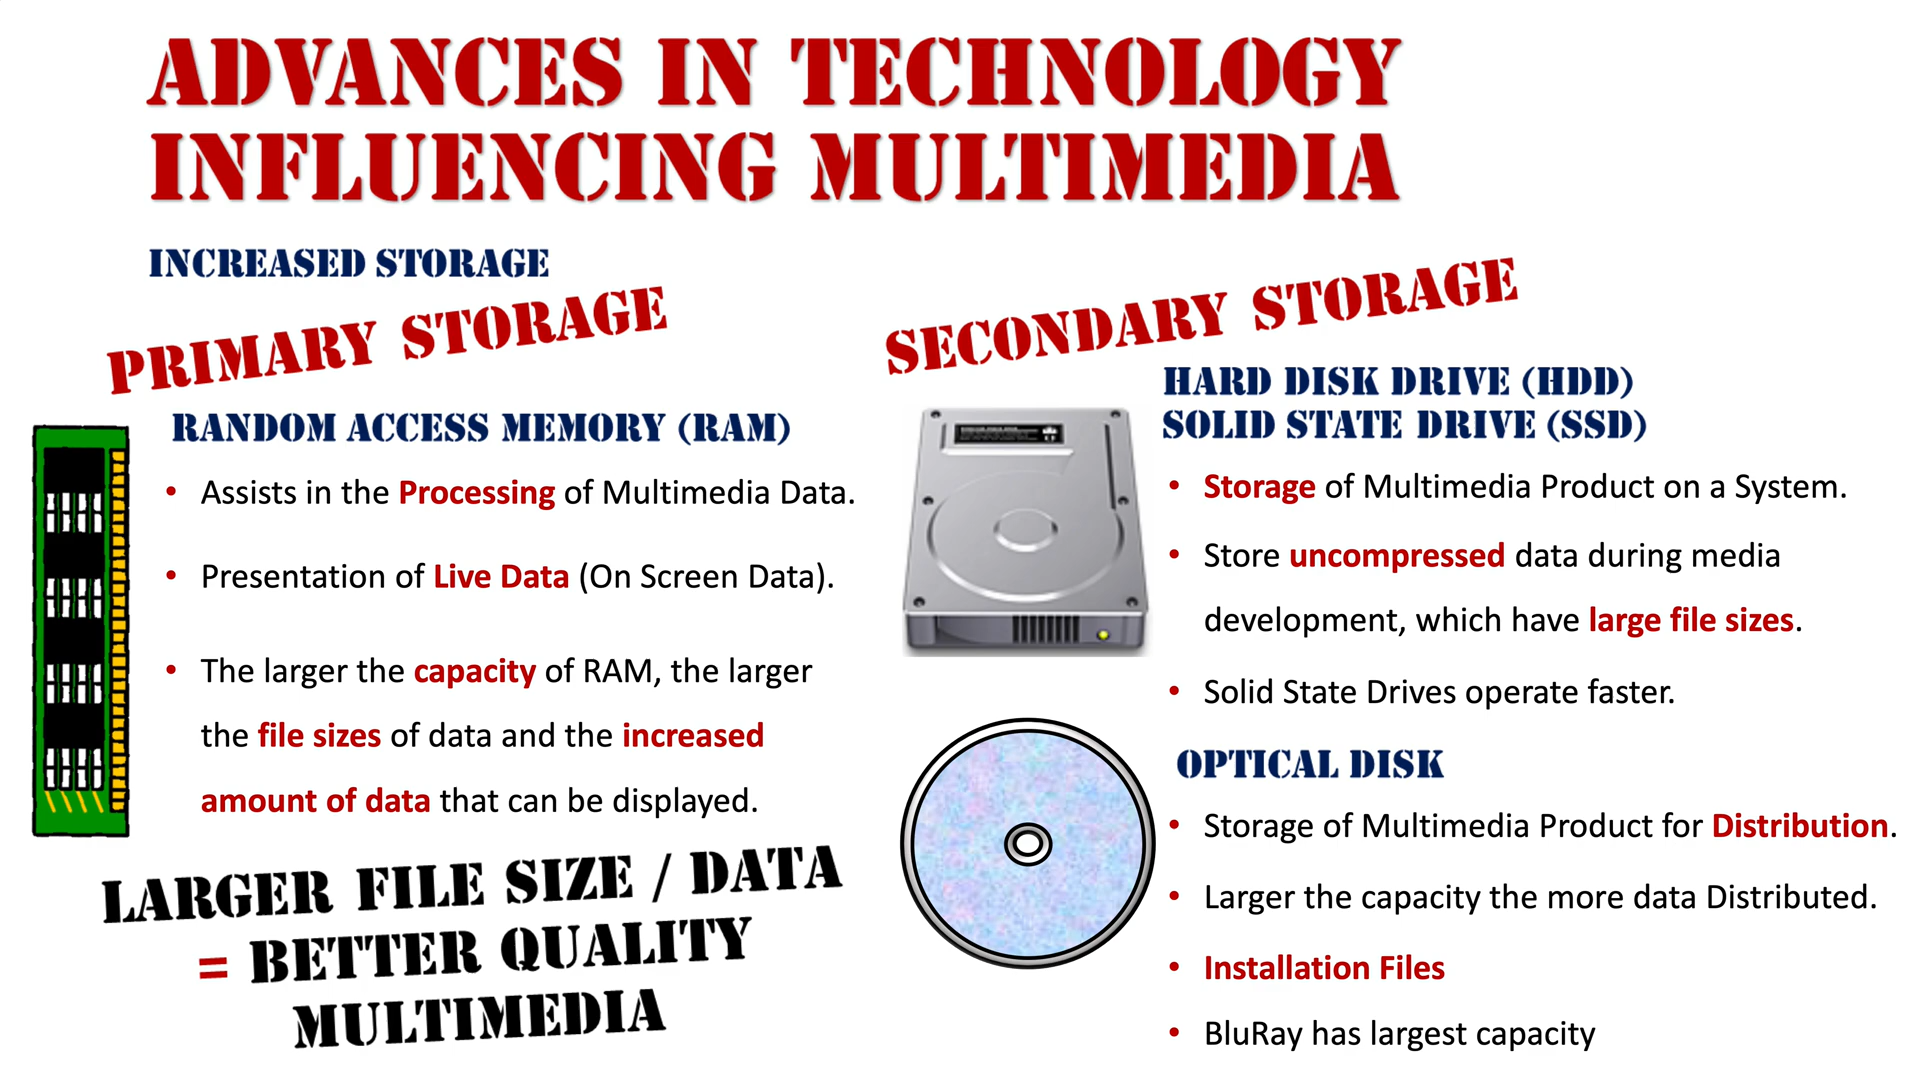 ADVANCES IN TECHNOLOGY
INFLUENCING MULTIMEDIA
INCREASED STORAGE
PRIMARY STORAGE
RANDOM ACCESS MEMORY (RAM)
• Assists in the Processing of Multimedia Data.
• Presentation of Live Data (On Screen Data).
• The larger the capacity of RAM, the larger
the file sizes of data and the increased
amount of data that can be displayed.
LARGER FILE SIZE / DATA
= BETTER QUALITY
MULTIMEDIA
SECONDARY STORAGE
HARD DISK DRIVE (HDD)
SOLID STATE DRIVE (SSD)
• Storage of Multimedia Product on a System.
• Store uncompressed data during media
development, which have large file sizes.
• Solid State Drives operate faster.
OPTICAL DISK
• Storage of Multimedia Product for Distribution.
• Larger the capacity the more data Distributed.
• Installation Files
• BluRay has largest capacity